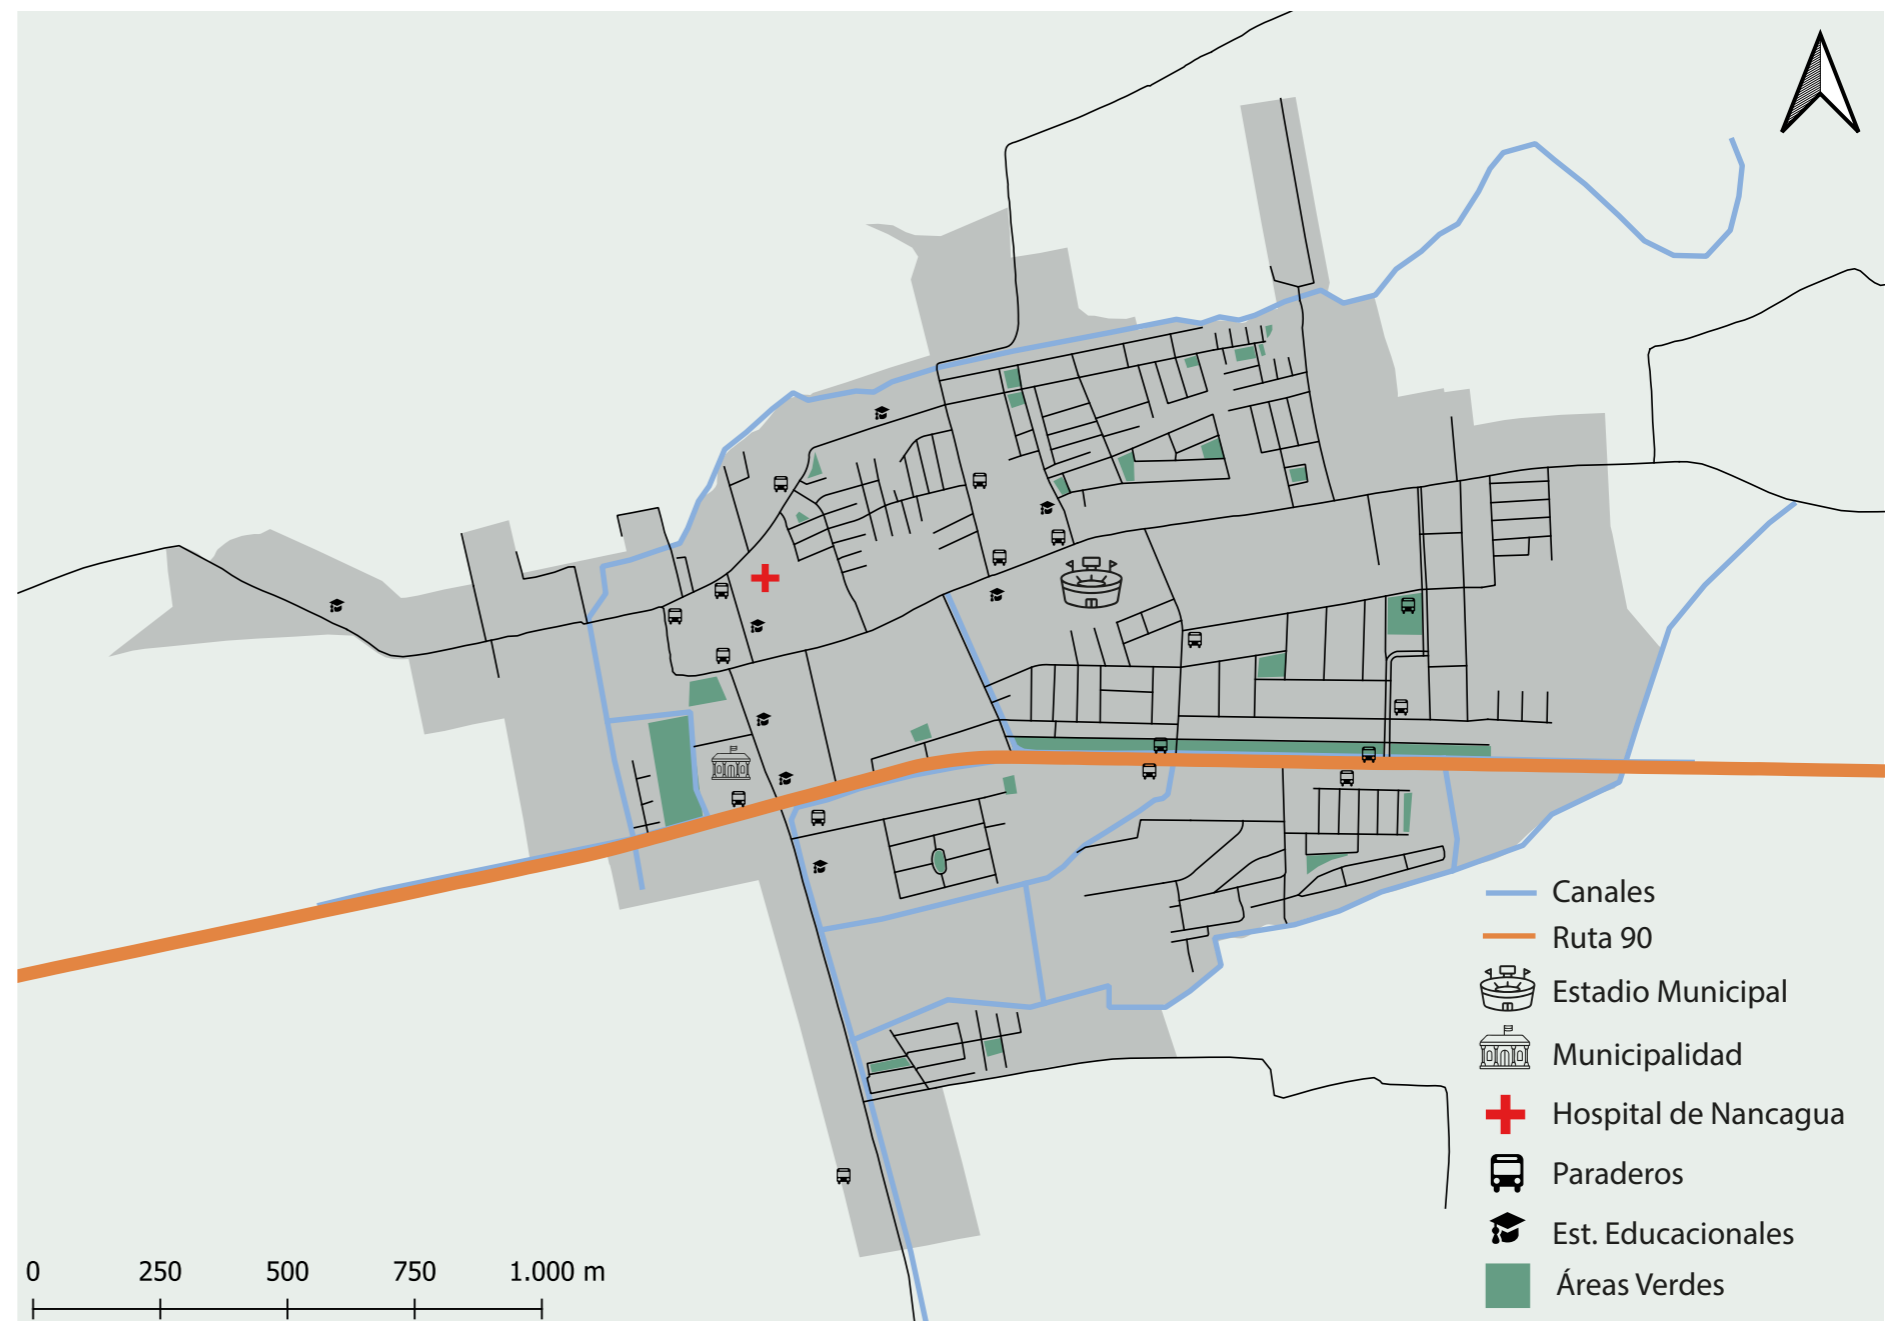 Canales
Ruta 90
Estadio Municipal
Municipalidad
Hospital de Nancagua
Paraderos
Est. Educacionales
Áreas Verdes
0 250 500 750 1.000 m